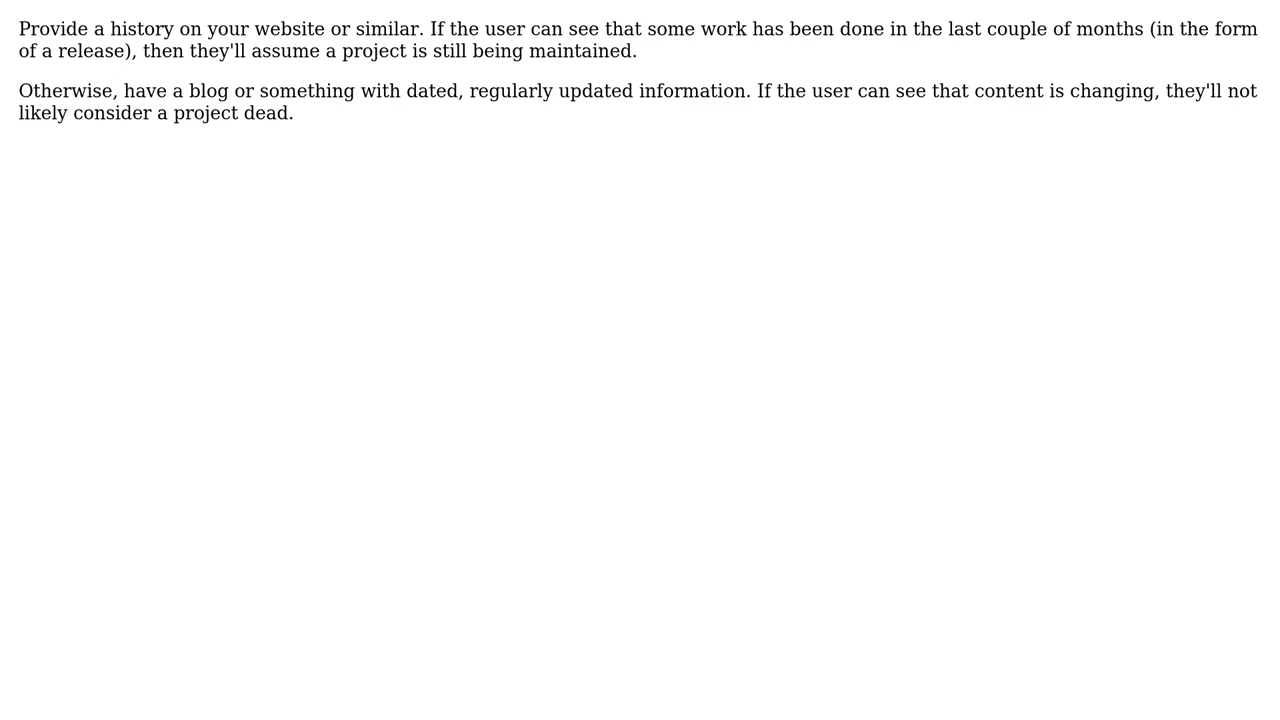 Provide a history on your website or similar. If the user can see that some work has been done in the last couple of months (in the form
of a release), then they'll assume a project is still being maintained.
Otherwise, have a blog or something with dated, regularly updated information. If the user can see that content is changing, they'll not
likely consider a project dead.